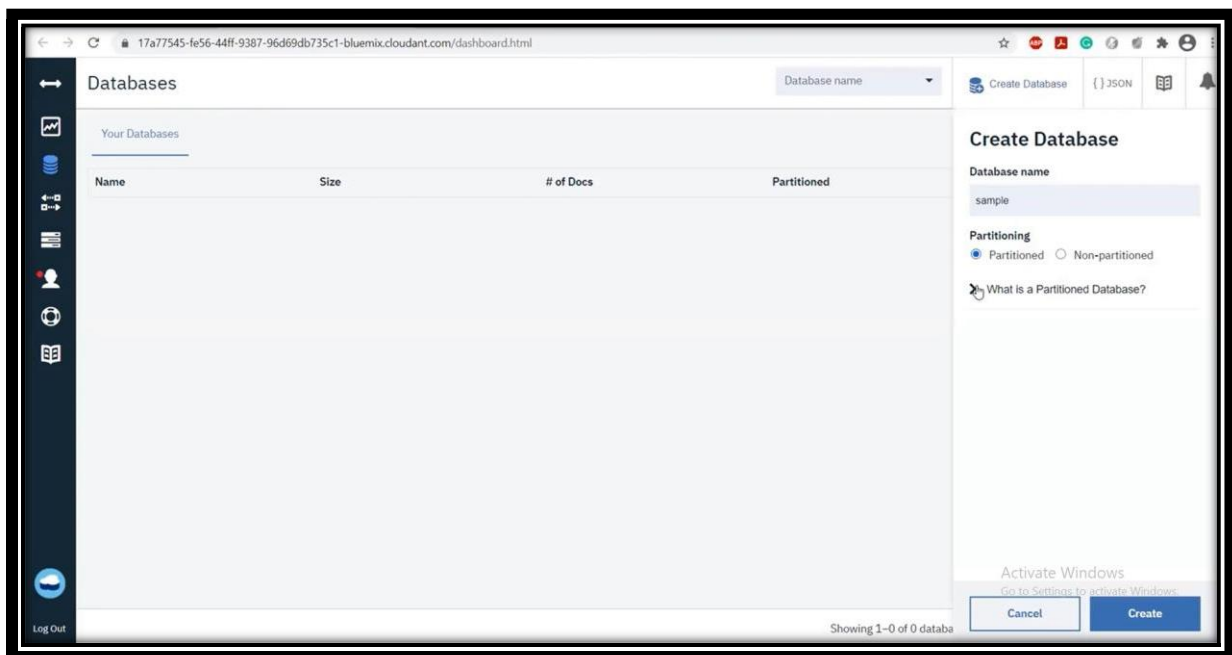 17a77545-fe56-44ff-9387-96d69db735c1-bluemix.cloudant.com/dashboard.html
ABP
Databases
Database name
Create Database
{ } JSON
Your Databases
Name Size # of Docs Partitioned
Create Database
Database name
sample
Partitioning
Partitioned Non-partitioned
What is a Partitioned Database?
Activate Windows
Go to Settings to activate Windows.
Cancel Create
Log Out
Showing 1–0 of 0 databa